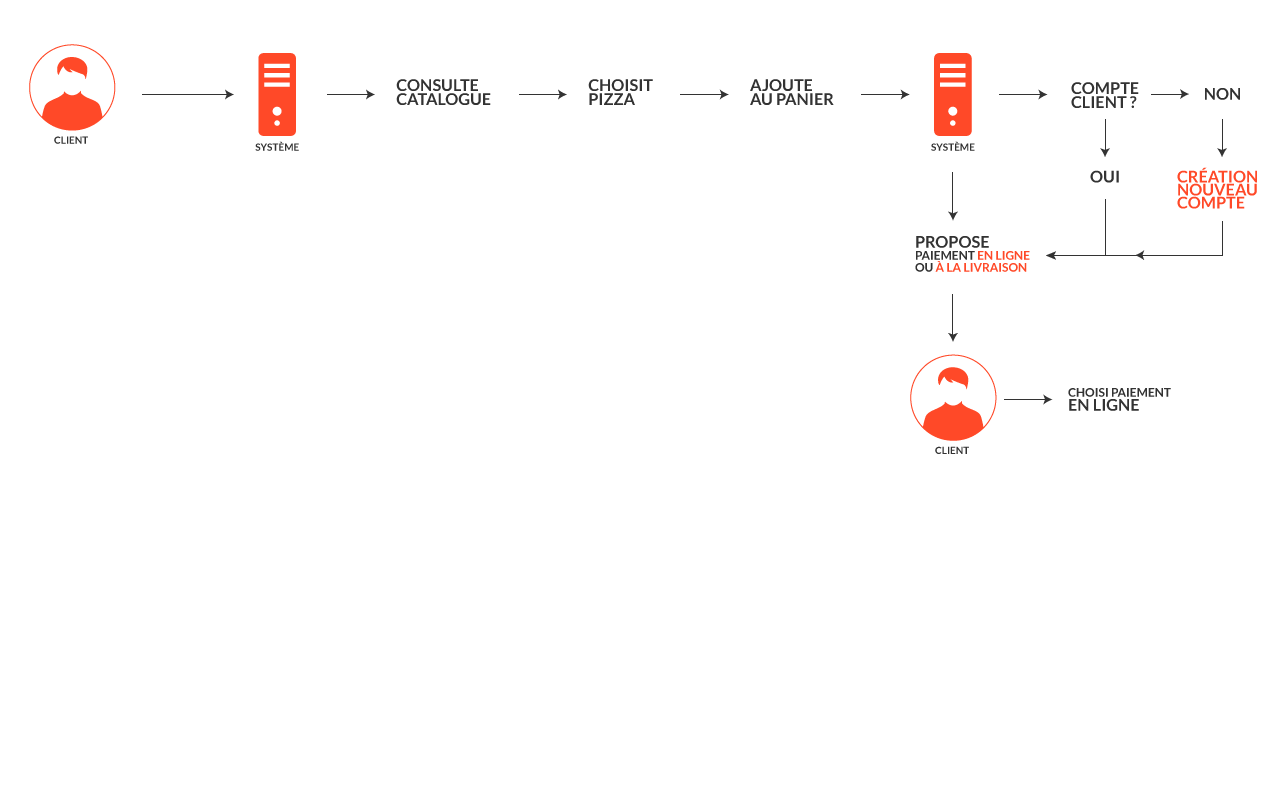 CLIENT
SYSTÈME
CONSULTE
CATALOGUE
CHOISIT
PIZZA
AJOUTE
AU PANIER
SYSTÈME
COMPTE
CLIENT ?
NON
OUI
CRÉATION
NOUVEAU
COMPTE
PROPOSE
PAIEMENT EN LIGNE
OU À LA LIVRAISON
CLIENT
CHOISI PAIEMENT
EN LIGNE